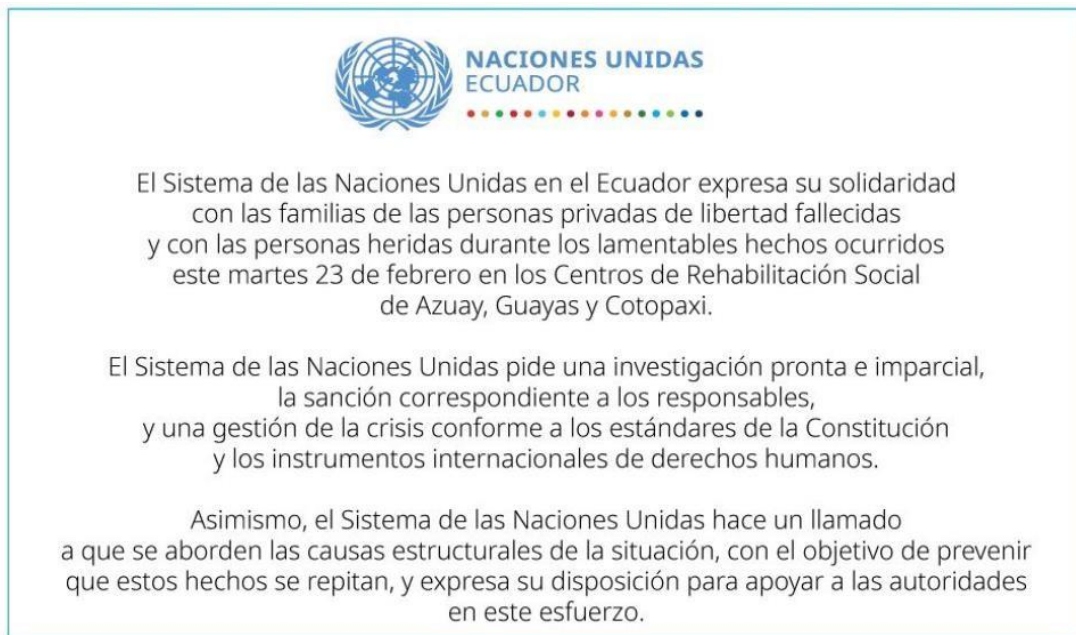 NACIONES UNIDAS
ECUADOR
El Sistema de las Naciones Unidas en el Ecuador expresa su solidaridad
con las familias de las personas privadas de libertad fallecidas
y con las personas heridas durante los lamentables hechos ocurridos
este martes 23 de febrero en los Centros de Rehabilitación Social
de Azuay, Guayas y Cotopaxi.
El Sistema de las Naciones Unidas pide una investigación pronta e imparcial,
la sanción correspondiente a los responsables,
y una gestión de la crisis conforme a los estándares de la Constitución
y los instrumentos internacionales de derechos humanos.
Asimismo, el Sistema de las Naciones Unidas hace un llamado
a que se aborden las causas estructurales de la situación, con el objetivo de prevenir
que estos hechos se repitan, y expresa su disposición para apoyar a las autoridades
en este esfuerzo.